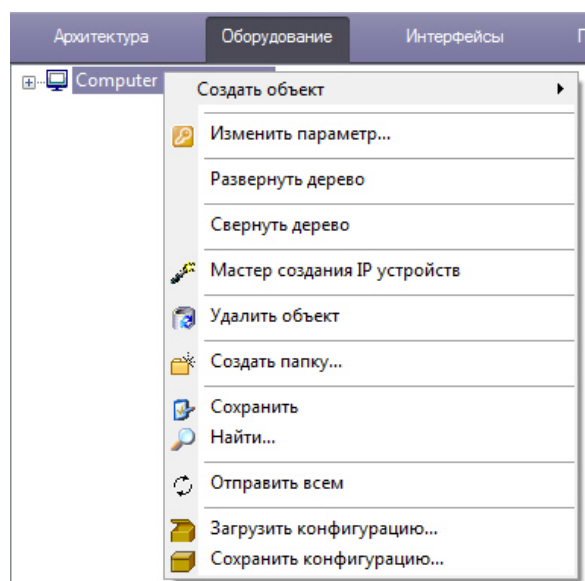 Архитектура Оборудование Интерфейсы
Computer
Создать объект
Изменить параметр...
Развернуть дерево
Свернуть дерево
Мастер создания IP устройств
Удалить объект
Создать папку...
Сохранить
Найти...
Отправить всем
Загрузить конфигурацию...
Сохранить конфигурацию...